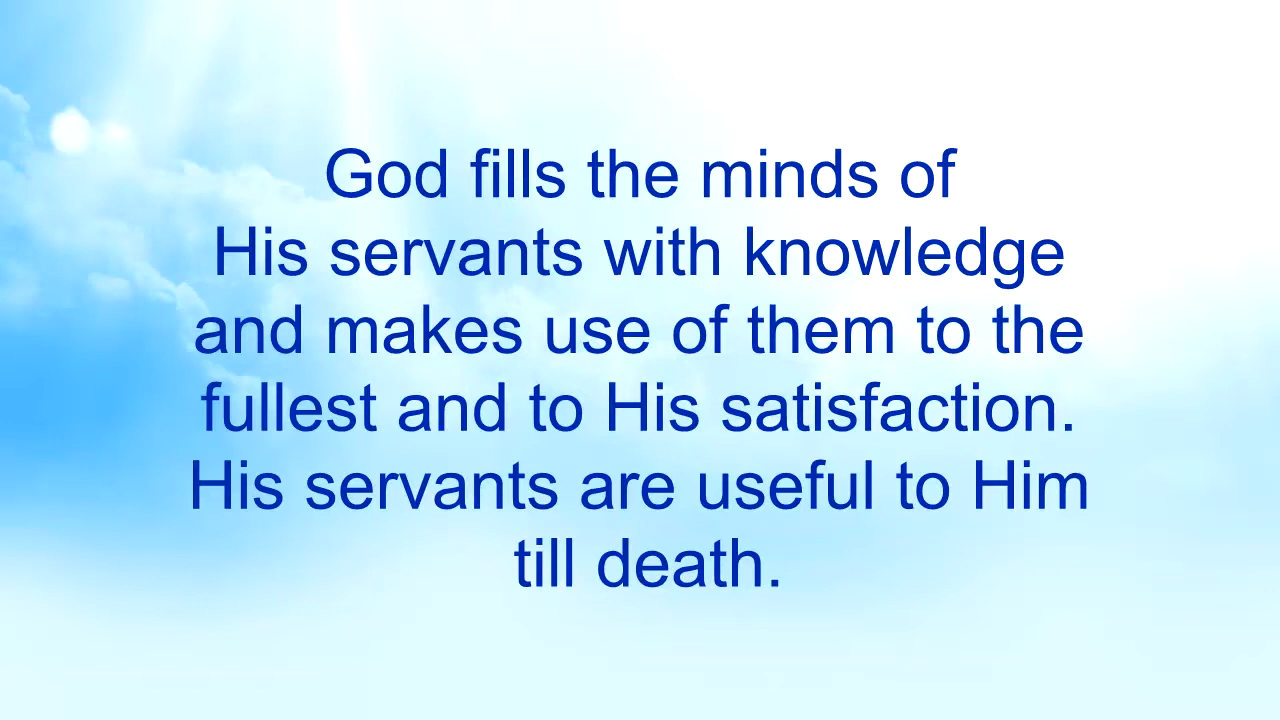 God fills the minds of
His servants with knowledge
and makes use of them to the
fullest and to His satisfaction.
His servants are useful to Him
till death.